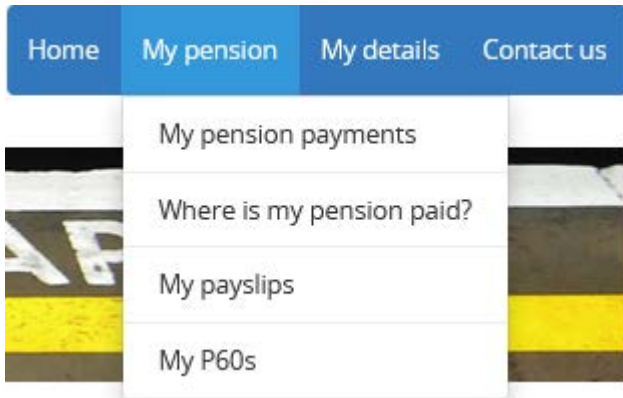 Home My pension My details Contact us
My pension payments
Where is my pension paid?
My payslips
My P60s